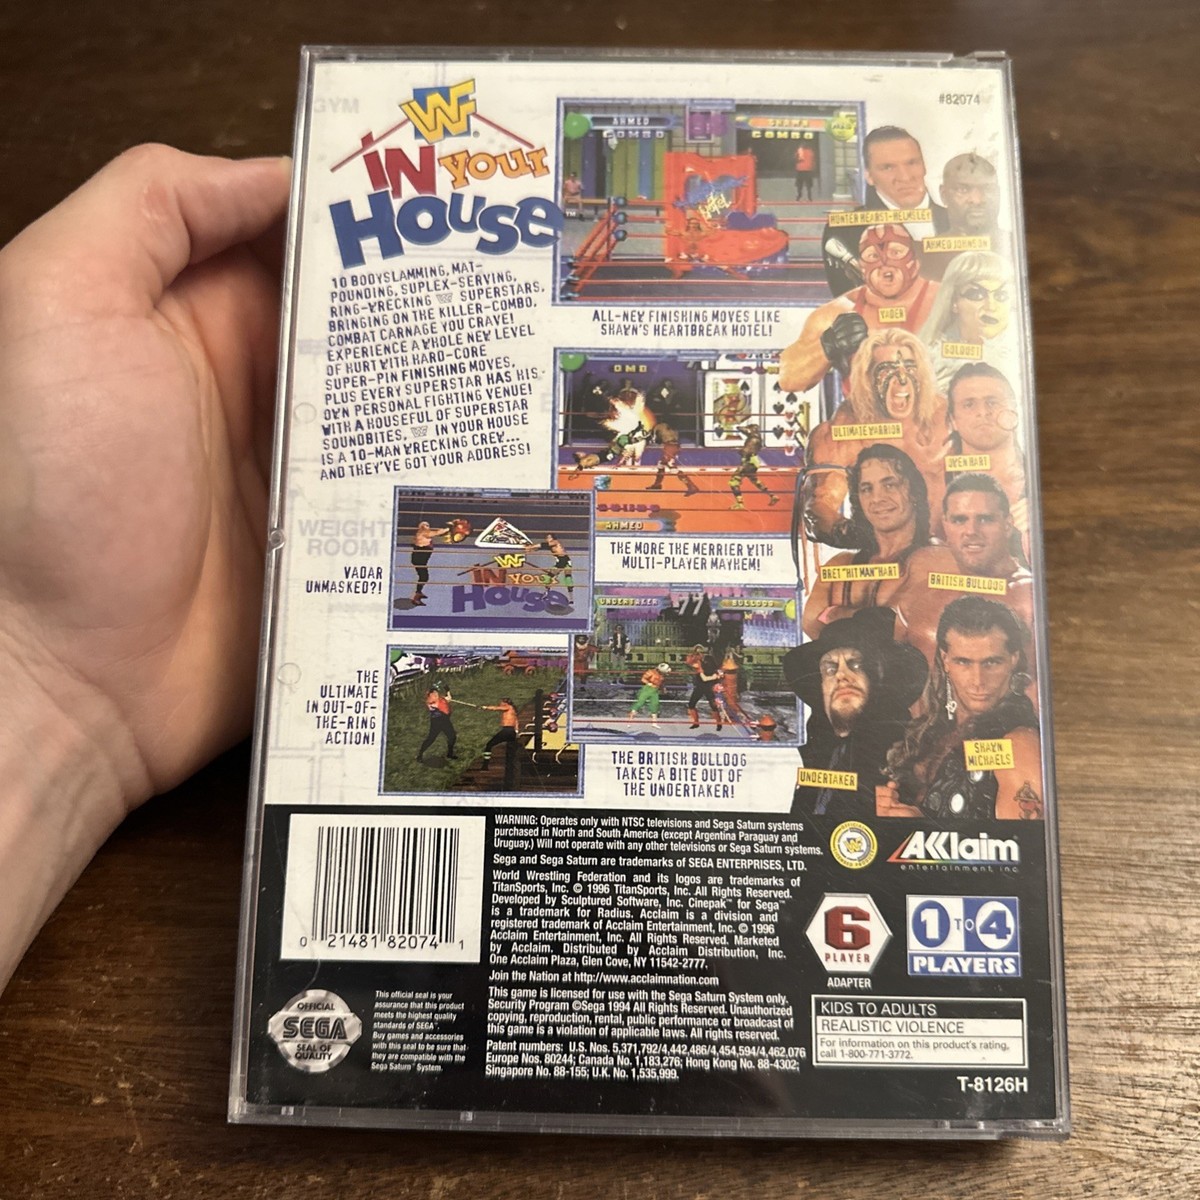 GYM
#82074
WWF
IN your
House
™
10 BODYSLAMMING, MAT-
POUNDING, SUPLEX-SERVING,
RING-WRECKING WWF SUPERSTARS,
BRINGING ON THE KILLER-COMBO,
COMBAT CARNAGE YOU CRAVE!
EXPERIENCE A WHOLE NEW LEVEL
OF HURT WITH HARD-CORE
SUPER-PIN FINISHING MOVES,
PLUS EVERY SUPERSTAR HAS HIS
OWN PERSONAL FIGHTING VENUE!
WITH A HOUSEFUL OF SUPERSTAR
SOUNDBITES, WWF IN YOUR HOUSE
IS A 10-MAN WRECKING CREW...
AND THEY'VE GOT YOUR ADDRESS!
AHMED
SHAWN
COMBO
COMBO
ALL-NEW FINISHING MOVES LIKE
SHAWN'S HEARTBREAK HOTEL!
HUNTER HEARST-HELMSLEY
AHMED JOHNSON
VADER
GOLDUST
ULTIMATE WARRIOR
OWEN HART
BRET "HIT MAN" HART
BRITISH BULLDOG
UNDERTAKER
SHAWN
MICHAELS
AHMED
THE MORE THE MERRIER WITH
MULTI-PLAYER MAYHEM!
WEIGHT
ROOM
VADAR
UNMASKED?!
WWF
IN your
House
UNDERTAKER
77
BULLDOG
THE
ULTIMATE
IN OUT-OF-
THE-RING
ACTION!
THE BRITISH BULLDOG
TAKES A BITE OUT OF
THE UNDERTAKER!
0 21481 82074 1
WARNING: Operates only with NTSC televisions and Sega Saturn systems
purchased in North and South America (except Argentina Paraguay and
Uruguay.) Will not operate with any other televisions or Sega Saturn systems.
Sega and Sega Saturn are trademarks of SEGA ENTERPRISES, LTD.
World Wrestling Federation and its logos are trademarks of
TitanSports, Inc. © 1996 TitanSports, Inc. All Rights Reserved.
Developed by Sculptured Software, Inc. Cinepak™ for Sega™
is a trademark for Radius. Acclaim is a division and
registered trademark of Acclaim Entertainment, Inc. © 1996
Acclaim Entertainment, Inc. All Rights Reserved. Marketed
by Acclaim. Distributed by Acclaim Distribution, Inc.
One Acclaim Plaza, Glen Cove, NY 11542-2777.
Join the Nation at http://www.acclaimnation.com
This game is licensed for use with the Sega Saturn System only.
Security Program ©Sega 1994 All Rights Reserved. Unauthorized
copying, reproduction, rental, public performance or broadcast of
this game is a violation of applicable laws. All rights reserved.
Patent numbers: U.S. Nos. 5,371,792/4,442,486/4,454,594/4,462,076
Europe Nos. 80244; Canada No. 1,183,276; Hong Kong No. 88-4302;
Singapore No. 88-155; U.K. No. 1,535,999.
OFFICIAL
SEGA
SEAL OF
QUALITY
This official seal is your
assurance that this product
meets the highest quality
standards of SEGA™.
Buy games and accessories
with this seal to be sure that
they are compatible with the
Sega Saturn™ System.
AKKlaim
entertainment, inc.
6
PLAYER
ADAPTER
1 TO 4
PLAYERS
KIDS TO ADULTS
REALISTIC VIOLENCE
For information on this product's rating,
call 1-800-771-3772.
T-8126H